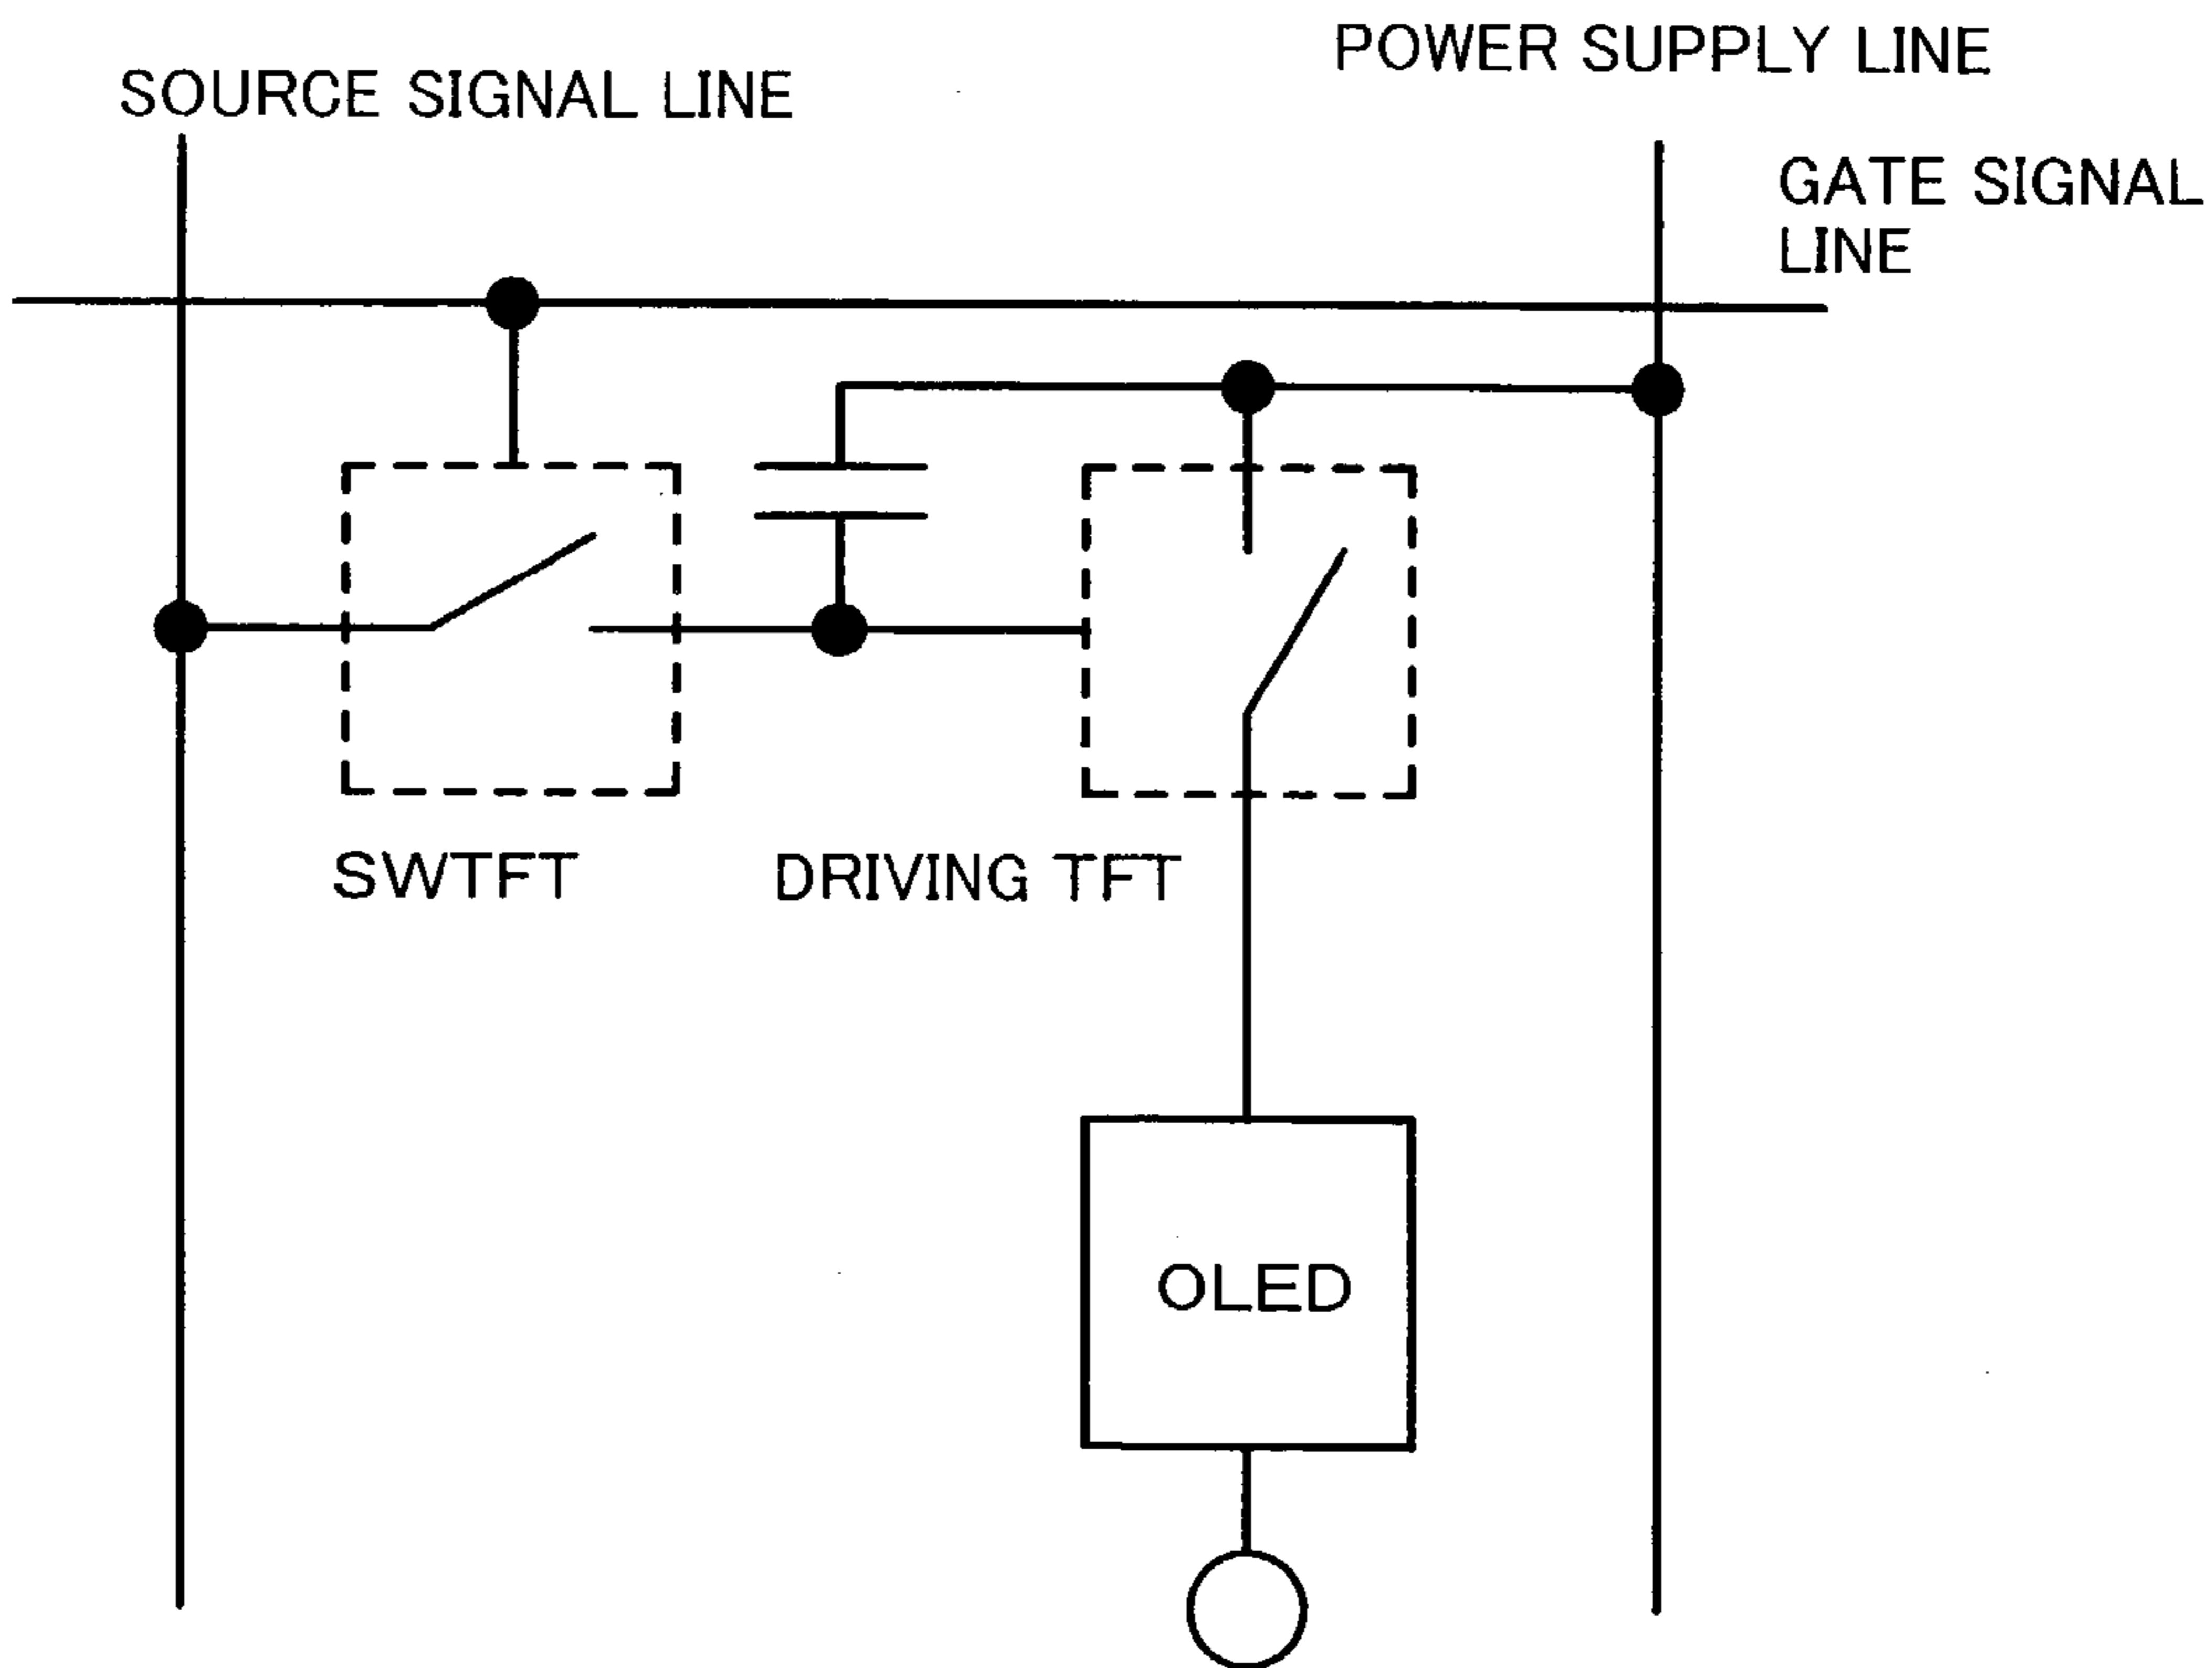 POWER SUPPLY LINE
SOURCE SIGNAL LINE
GATE SIGNAL
LINE
SWTFT
DRIVING TFT
OLED